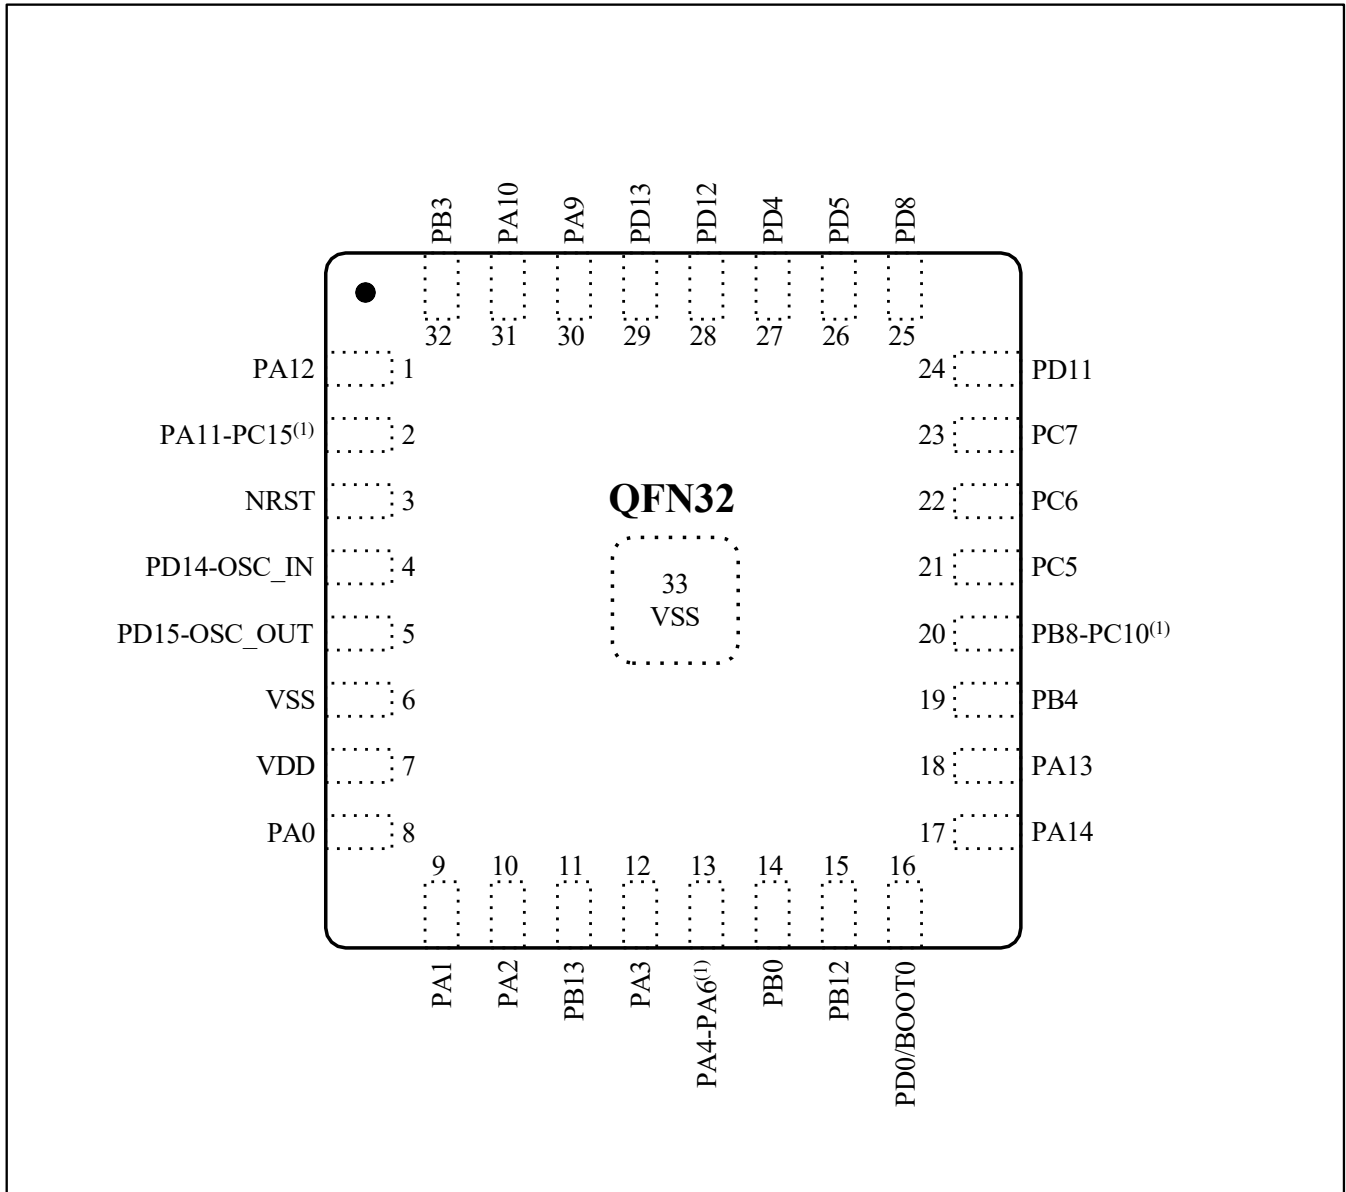 PB3 PA10 PA9 PD13 PD12 PD4 PD5 PD8
32 31 30 29 28 27 26 25
PA12 1 24 PD11
PA11-PC15(1) 2 23 PC7
NRST 3 22 PC6
PD14-OSC_IN 4 21 PC5
PD15-OSC_OUT 5 20 PB8-PC10(1)
VSS 6 19 PB4
VDD 7 18 PA13
PA0 8 17 PA14
QFN32
33
VSS
9 10 11 12 13 14 15 16
PA1 PA2 PB13 PA3 PA4-PA6(1) PB0 PB12 PD0/BOOT0